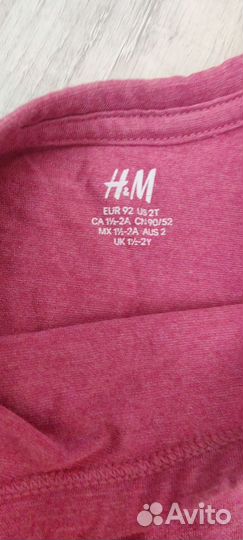 H&M
EUR 92 US 2T
CA 1½-2A CN 90/52
MX 1½-2A AUS 2
UK 1½-2Y
Avito